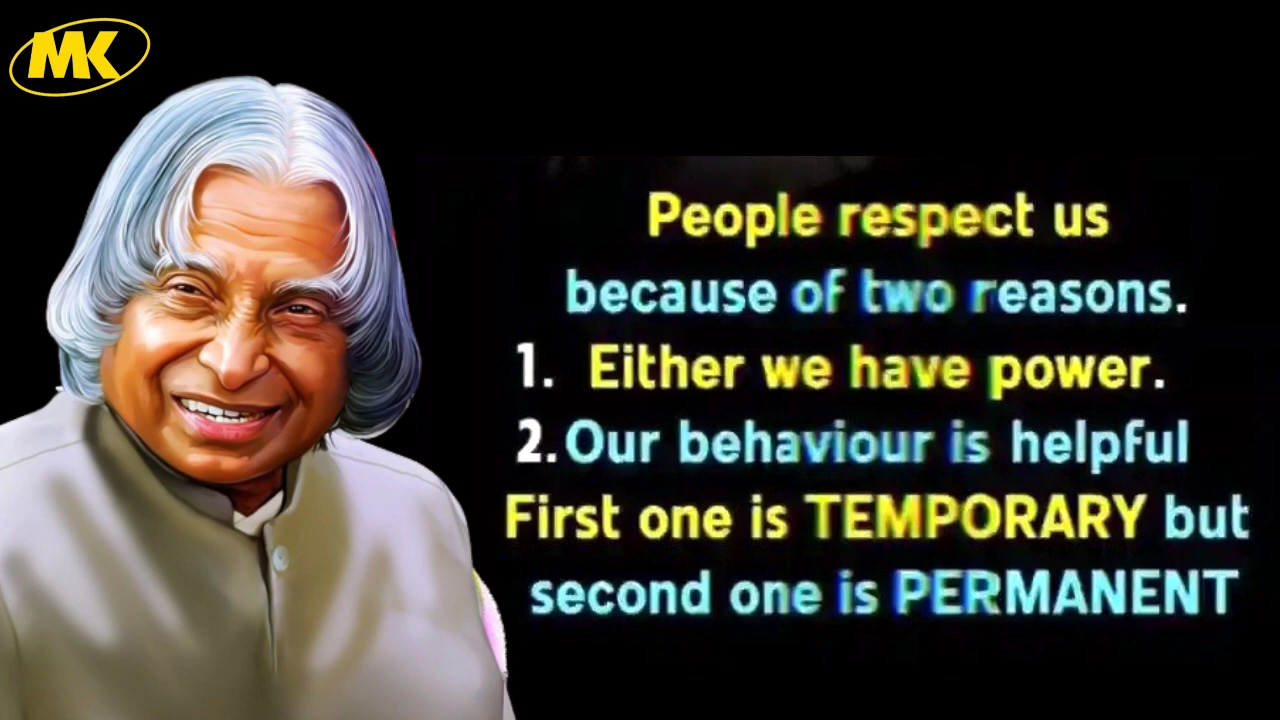 MK
People respect us
because of two reasons.
1. Either we have power.
2. Our behaviour is helpful
First one is TEMPORARY but
second one is PERMANENT